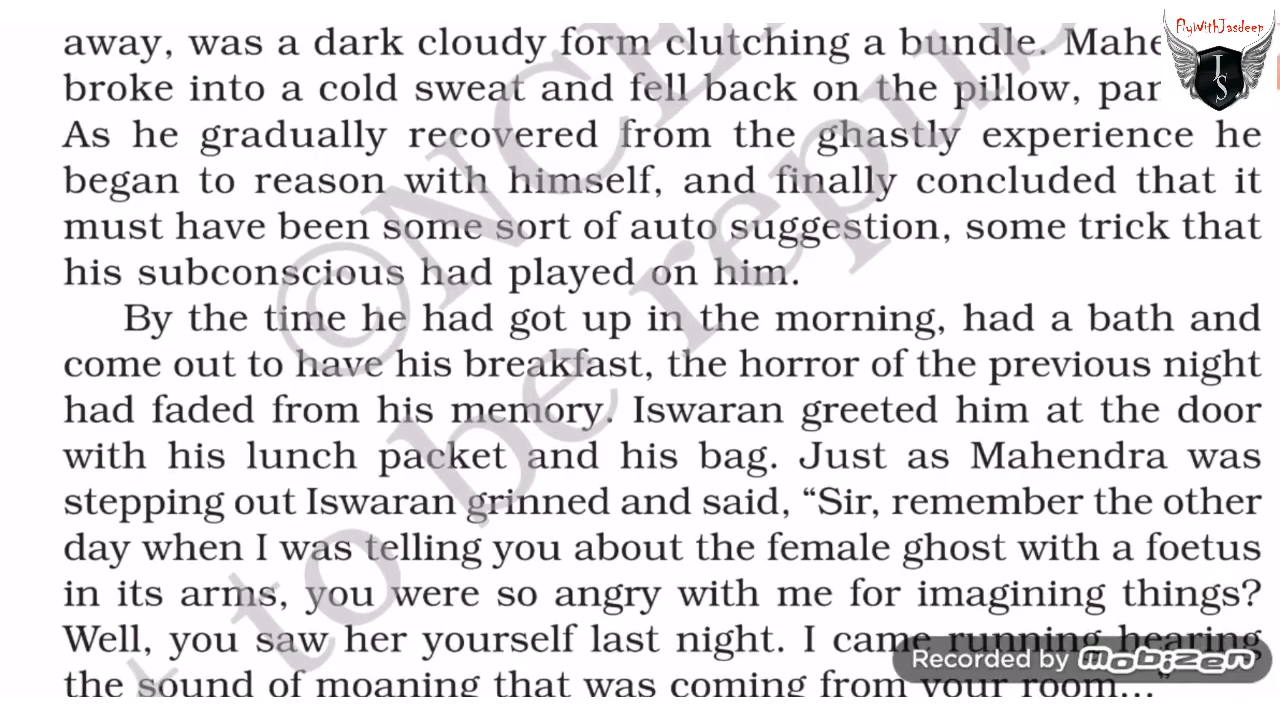 FlyWithJasdeep
JS
away, was a dark cloudy form clutching a bundle.
broke into a cold sweat and fell back on the pillow,
As he gradually recovered from the ghastly experience he
began to reason with himself, and finally concluded that it
must have been some sort of auto suggestion, some trick that
his subconscious had played on him.
By the time he had got up in the morning, had a bath and
come out to have his breakfast, the horror of the previous night
had faded from his memory. Iswaran greeted him at the door
with his lunch packet and his bag. Just as Mahendra was
stepping out Iswaran grinned and said, “Sir, remember the other
day when I was telling you about the female ghost with a foetus
in its arms, you were so angry with me for imagining things?
Well, you saw her yourself last night. I came running hearing
the sound of moaning that was coming from your room...”
Recorded by mobizen
to be repu